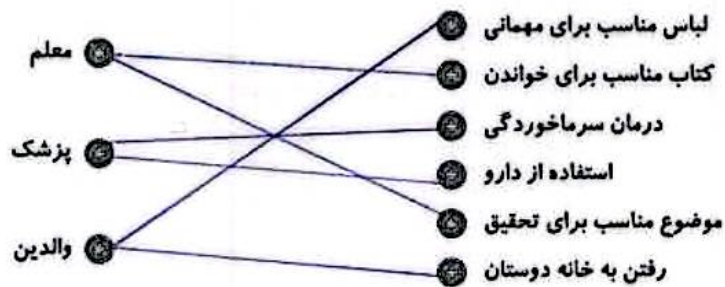 لباس مناسب برای مهمانی
کتاب مناسب برای خواندن
درمان سرماخوردگی
استفاده از دارو
موضوع مناسب برای تحقیق
رفتن به خانه دوستان
معلم
پزشک
والدین